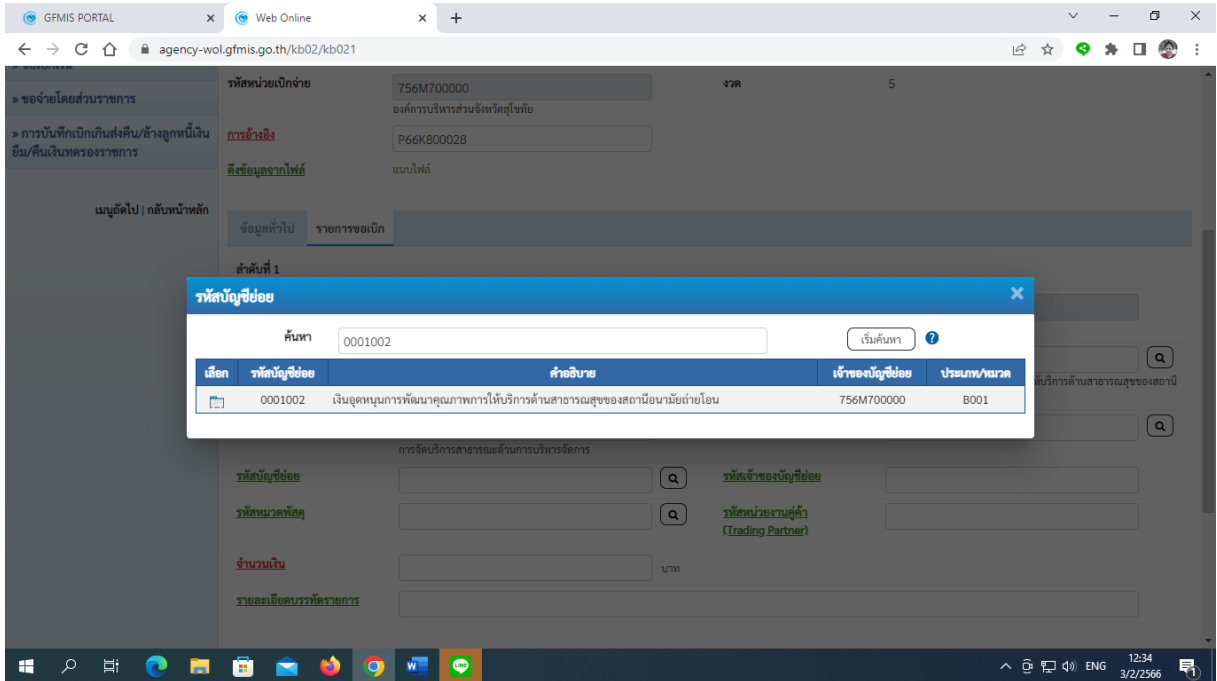 GFMIS PORTAL
Web Online
agency-wol.gfmis.go.th/kb02/kb021
รหัสหน่วยเบิกจ่าย
756M700000
งวด
5
องค์การบริหารส่วนจังหวัดสุโขทัย
» ขอจ่ายโดยส่วนราชการ
» การบันทึกเบิกเกินส่งคืน/ล้างลูกหนี้เงิน
ยืม/คืนเงินทดรองราชการ
การอ้างอิง
P66K800028
ดึงข้อมูลจากไฟล์
แนบไฟล์
เมนูถัดไป | กลับหน้าหลัก
ข้อมูลทั่วไป
รายการขอเบิก
ลำดับที่ 1
รหัสบัญชีย่อย
ค้นหา
0001002
เริ่มค้นหา
เลือก
รหัสบัญชีย่อย
คำอธิบาย
เจ้าของบัญชีย่อย
ประเภท/หมวด
0001002
เงินอุดหนุนการพัฒนาคุณภาพการให้บริการด้านสาธารณสุขของสถานีอนามัยถ่ายโอน
756M700000
B001
ห้บริการด้านสาธารณสุขของสถานี
การจัดบริการสาธารณะด้านการบริหารจัดการ
รหัสบัญชีย่อย
รหัสเจ้าของบัญชีย่อย
รหัสหมวดพัสดุ
รหัสหน่วยงานคู่ค้า
(Trading Partner)
จำนวนเงิน
บาท
รายละเอียดบรรทัดรายการ
ENG
12:34
3/2/2566